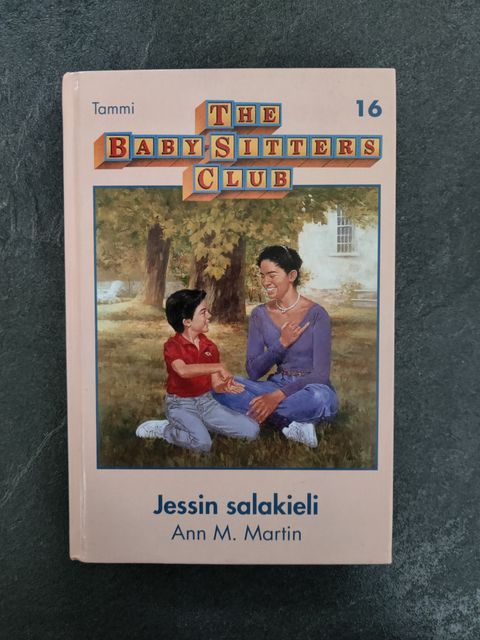 Tammi
16
THE
BABY-SITTERS
CLUB
Jessin salakieli
Ann M. Martin